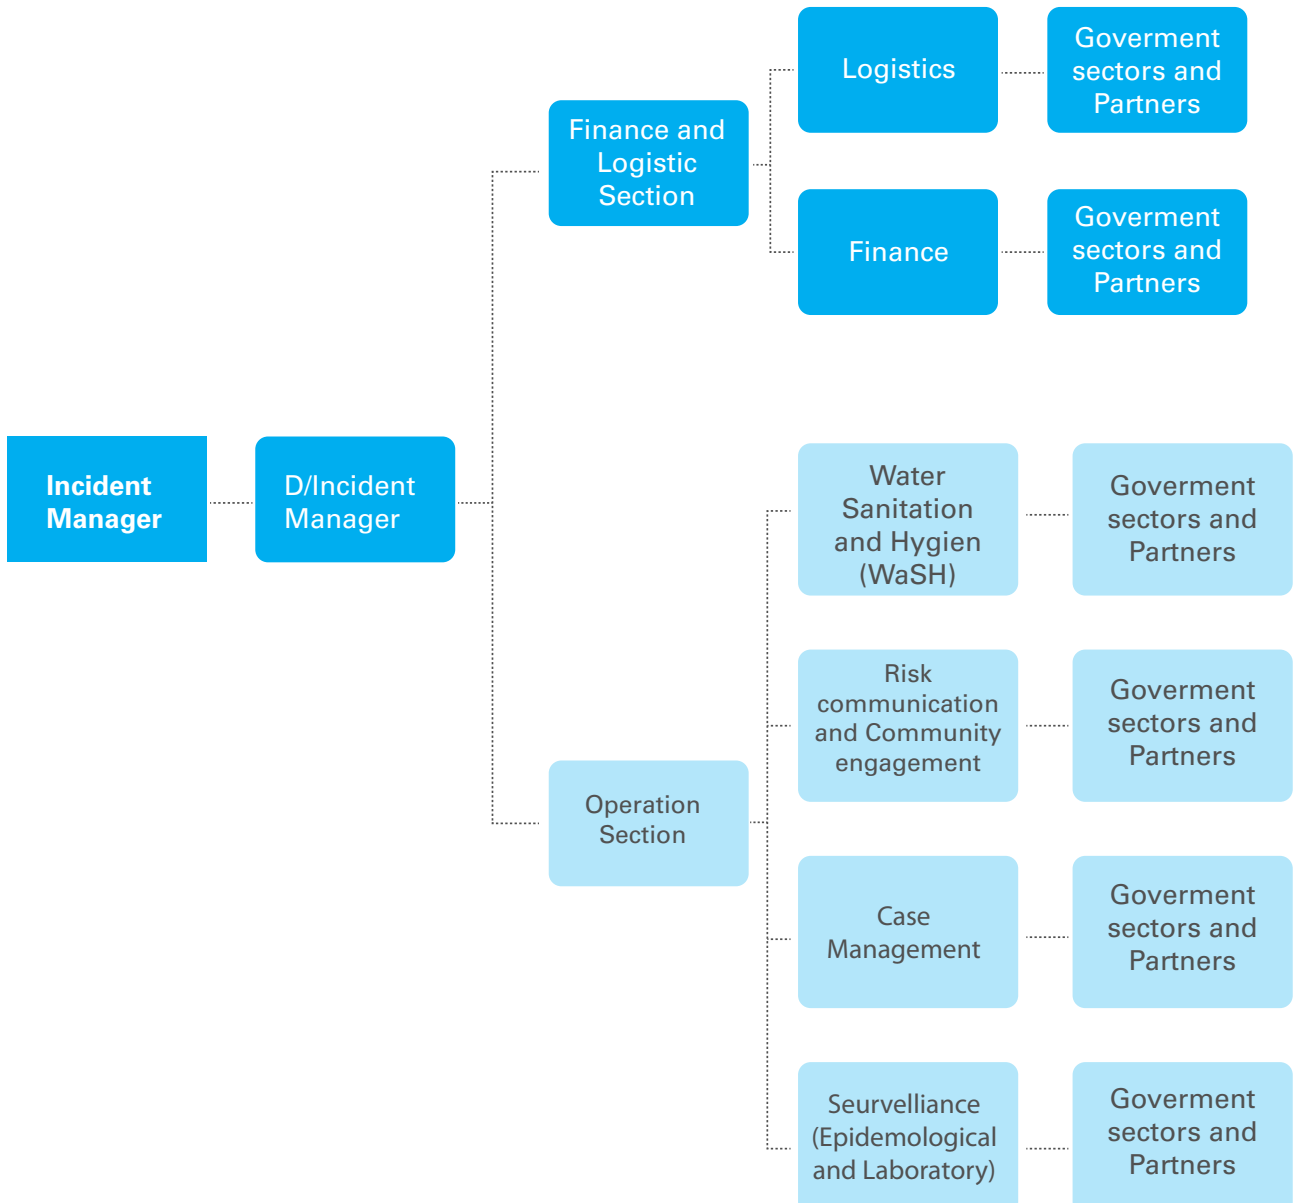 Logistics
Goverment
sectors and
Partners
Finance and
Logistic
Section
Finance
Goverment
sectors and
Partners
Incident
Manager
D/Incident
Manager
Water
Sanitation
and Hygien
(WaSH)
Goverment
sectors and
Partners
Risk
communication
and Community
engagement
Goverment
sectors and
Partners
Operation
Section
Case
Management
Goverment
sectors and
Partners
Seurvelliance
(Epidemological
and Laboratory)
Goverment
sectors and
Partners